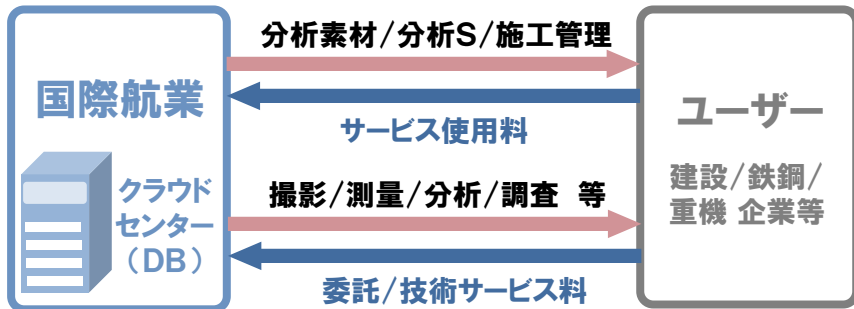 分析素材/分析S/施工管理
国際航業
サービス使用料
ユーザー
クラウド
センター
(DB)
撮影/測量/分析/調査 等
建設/鉄鋼/
重機 企業等
委託/技術サービス料